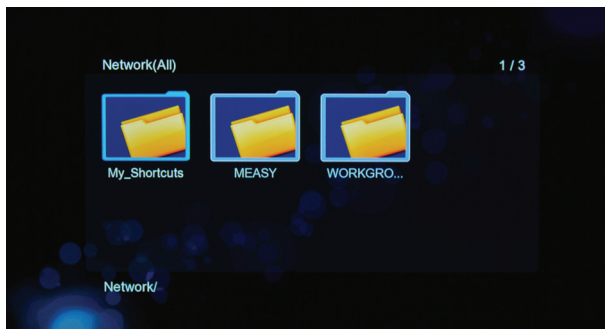 Network(All)
1 / 3
My_Shortcuts
MEASY
WORKGRO...
Network/